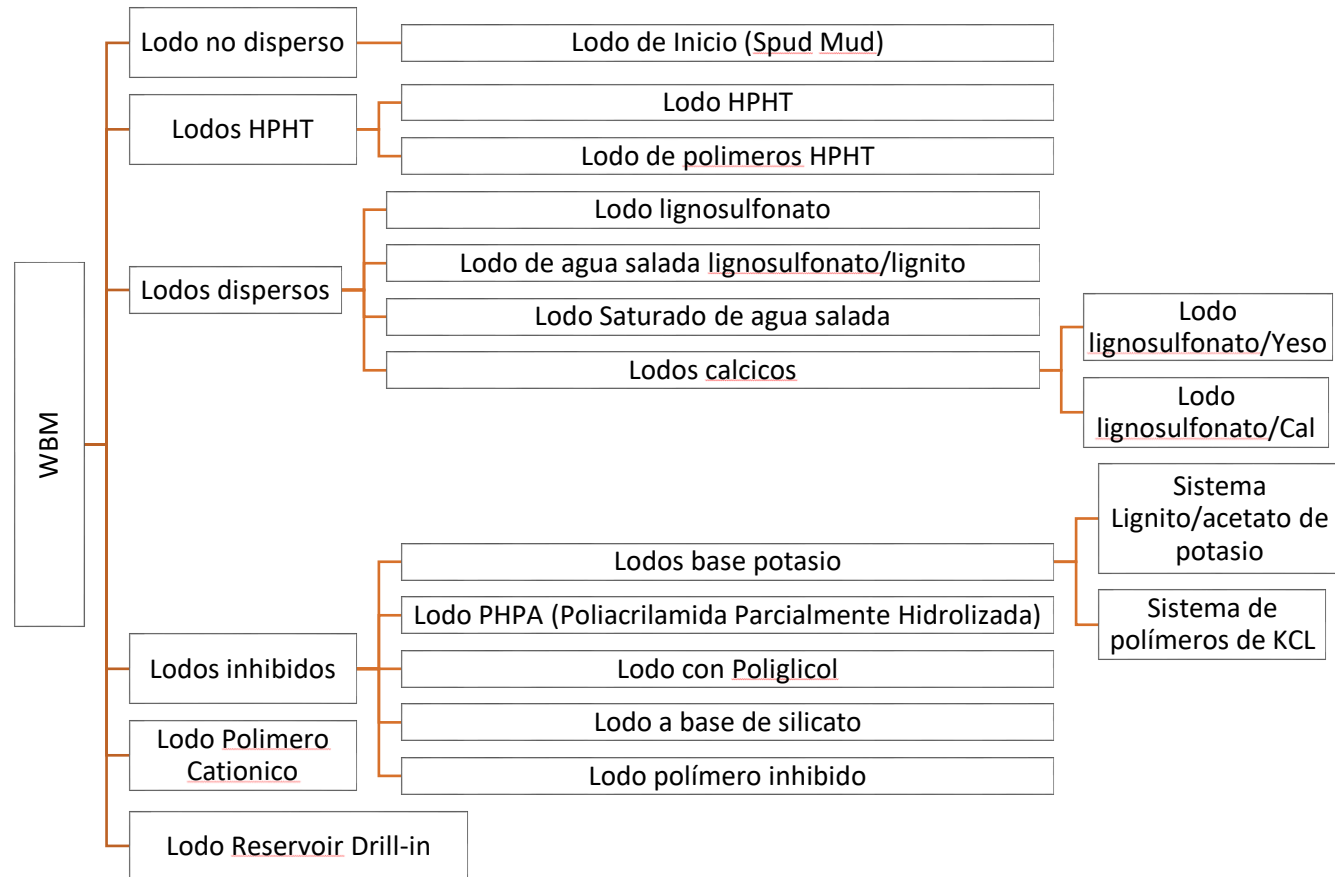 WBM
Lodo no disperso
Lodo de Inicio (Spud Mud)
Lodos HPHT
Lodo HPHT
Lodo de polimeros HPHT
Lodos dispersos
Lodo lignosulfonato
Lodo de agua salada lignosulfonato/lignito
Lodo Saturado de agua salada
Lodos calcicos
Lodo
lignosulfonato/Yeso
Lodo
lignosulfonato/Cal
Lodos inhibidos
Lodos base potasio
Sistema
Lignito/acetato de
potasio
Sistema de
polímeros de KCL
Lodo PHPA (Poliacrilamida Parcialmente Hidrolizada)
Lodo con Poliglicol
Lodo a base de silicato
Lodo polímero inhibido
Lodo Polimero
Cationico
Lodo Reservoir Drill-in